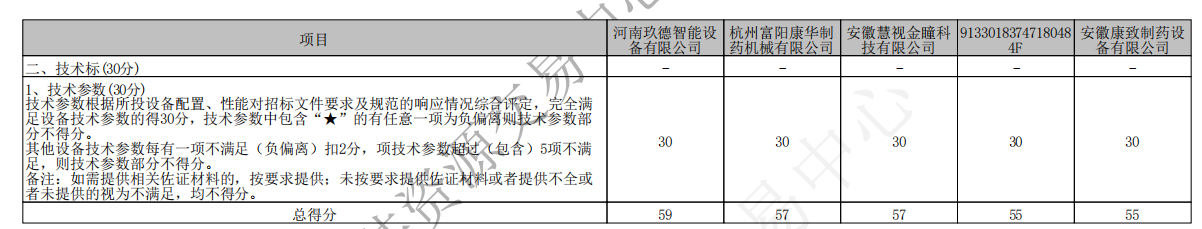 项目
河南玖德智能设
备有限公司
杭州富阳康华制
药机械有限公司
安徽慧视金瞳科
技有限公司
9133018374718048
4F
安徽康致制药设
备有限公司
二、技术标(30分)
－ － － － －
1、技术参数(30分)
技术参数根据所投设备配置、性能对招标文件要求及规范的响应情况综合评定，完全满
足设备技术参数的得30分，技术参数中包含“★”的有任意一项为负偏离则技术参数部
分不得分。
其他设备技术参数每有一项不满足（负偏离）扣2分，项技术参数超过（包含）5项不满
足，则技术参数部分不得分。
备注：如需提供相关佐证材料的，按要求提供；未按要求提供佐证材料或者提供不全或
者未提供的视为不满足，均不得分。
30 30 30 30 30
总得分 59 57 57 55 55
资源交易中心
易中心